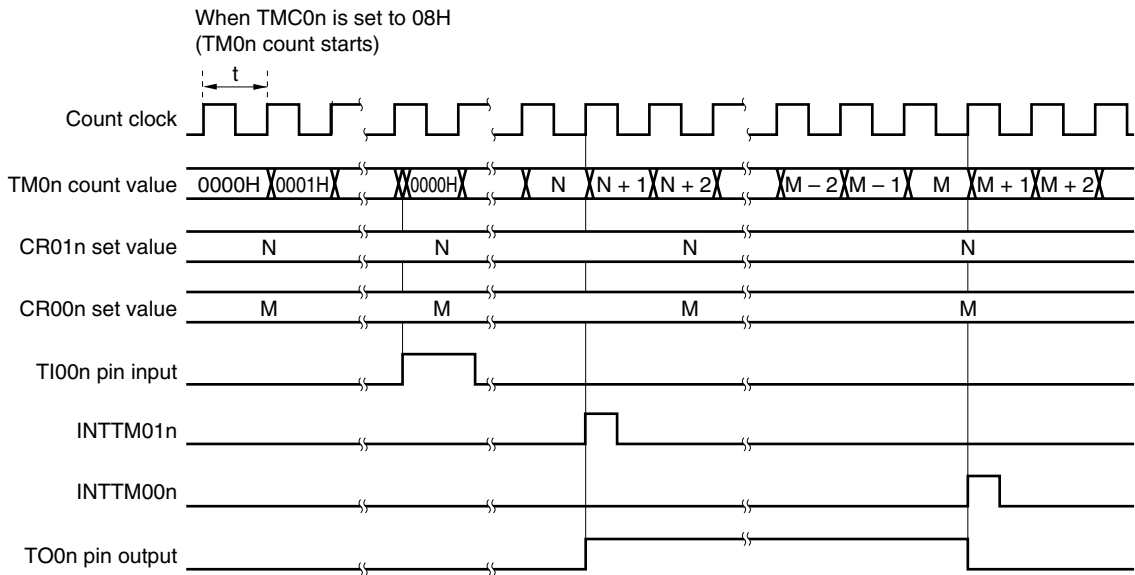 When TMC0n is set to 08H
(TM0n count starts)
t
Count clock
TM0n count value 0000H 0001H 0000H N N + 1 N + 2 M − 2 M − 1 M M + 1 M + 2
CR01n set value N N N N
CR00n set value M M M M
TI00n pin input
INTTM01n
INTTM00n
TO0n pin output